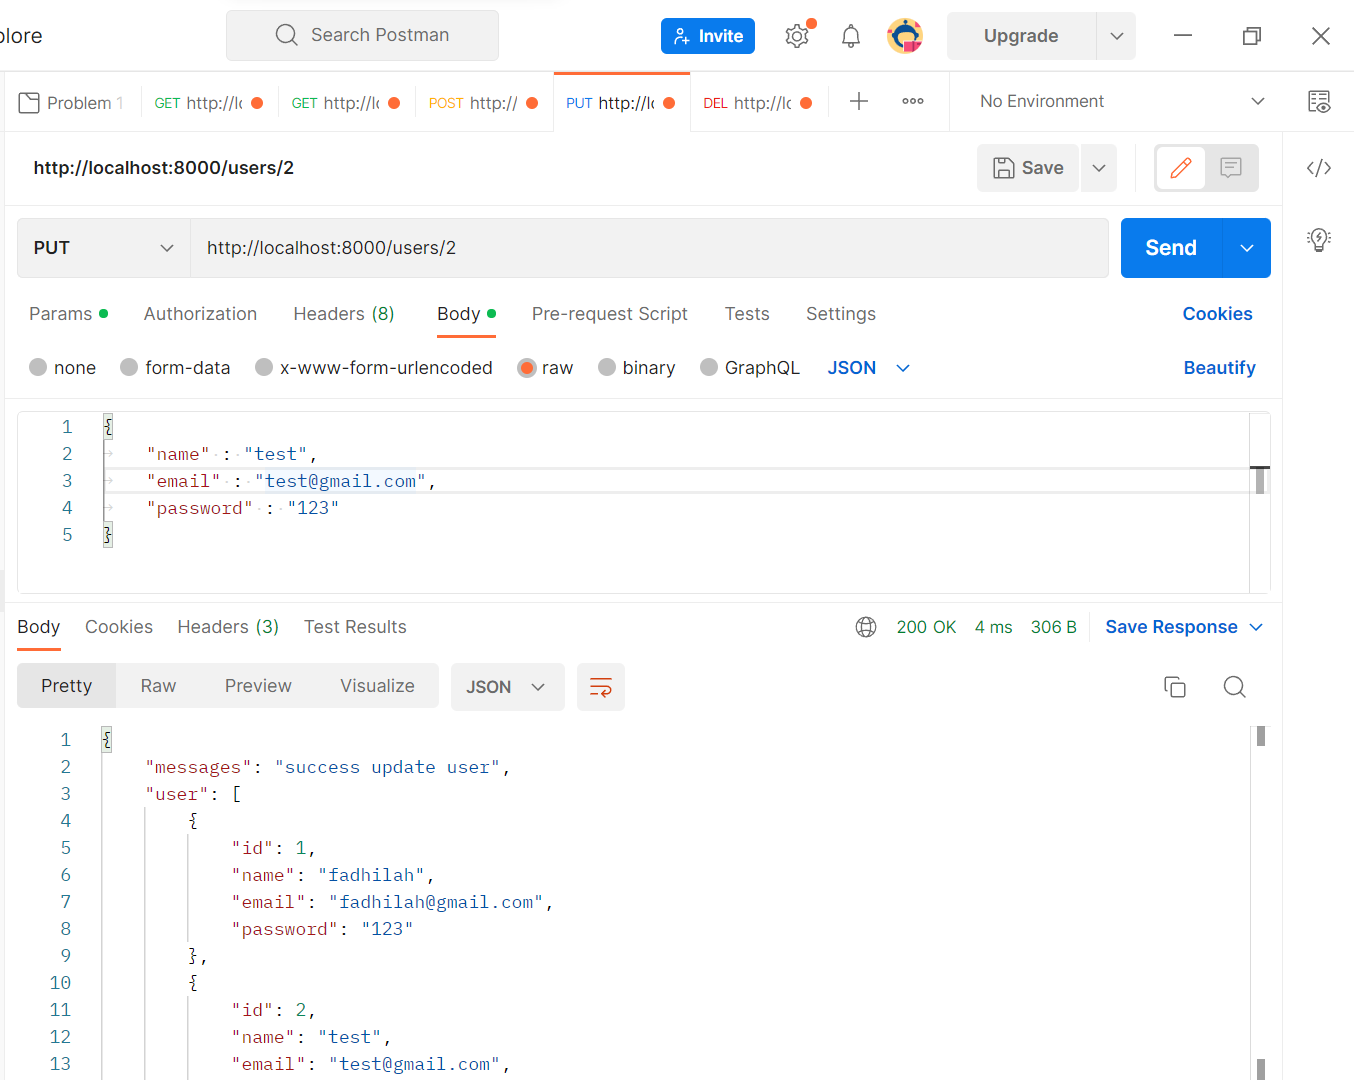 plore
Search Postman
Invite
Upgrade
Problem 1
GET http://lo
GET http://lo
POST http://
PUT http://lo
DEL http://lo
No Environment
http://localhost:8000/users/2
Save
</>
PUT
http://localhost:8000/users/2
Send
Params
Authorization
Headers (8)
Body
Pre-request Script
Tests
Settings
Cookies
none
form-data
x-www-form-urlencoded
raw
binary
GraphQL
JSON
Beautify
1 {
2 "name" : "test",
3 "email" : "test@gmail.com",
4 "password" : "123"
5 }
Body
Cookies
Headers (3)
Test Results
200 OK
4 ms
306 B
Save Response
Pretty
Raw
Preview
Visualize
JSON
1 {
2 "messages": "success update user",
3 "user": [
4 {
5 "id": 1,
6 "name": "fadhilah",
7 "email": "fadhilah@gmail.com",
8 "password": "123"
9 },
10 {
11 "id": 2,
12 "name": "test",
13 "email": "test@gmail.com",